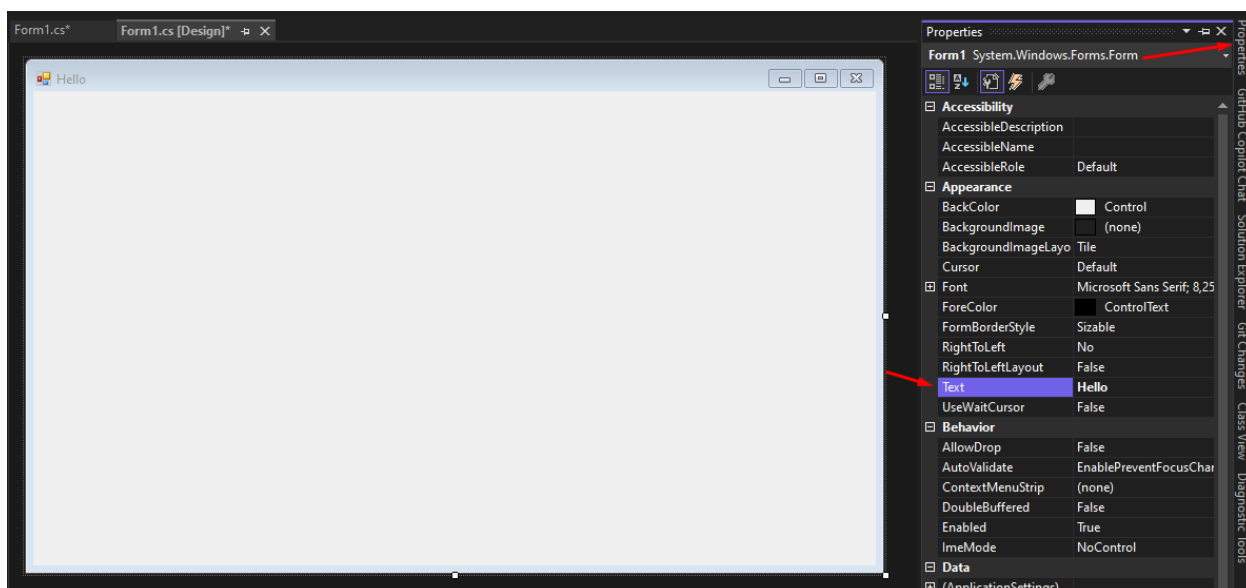 Form1.cs*
Form1.cs [Design]*
Hello
Properties
Form1 System.Windows.Forms.Form
Accessibility
AccessibleDescription
AccessibleName
AccessibleRole Default
Appearance
BackColor Control
BackgroundImage (none)
BackgroundImageLayo Tile
Cursor Default
Font Microsoft Sans Serif; 8,25
ForeColor ControlText
FormBorderStyle Sizable
RightToLeft No
RightToLeftLayout False
Text Hello
UseWaitCursor False
Behavior
AllowDrop False
AutoValidate EnablePreventFocusChar
ContextMenuStrip (none)
DoubleBuffered False
Enabled True
ImeMode NoControl
Data
(ApplicationSettings)
Properties
GitHub Copilot Chat
Solution Explorer
Git Changes
Class View
Diagnostic Tools